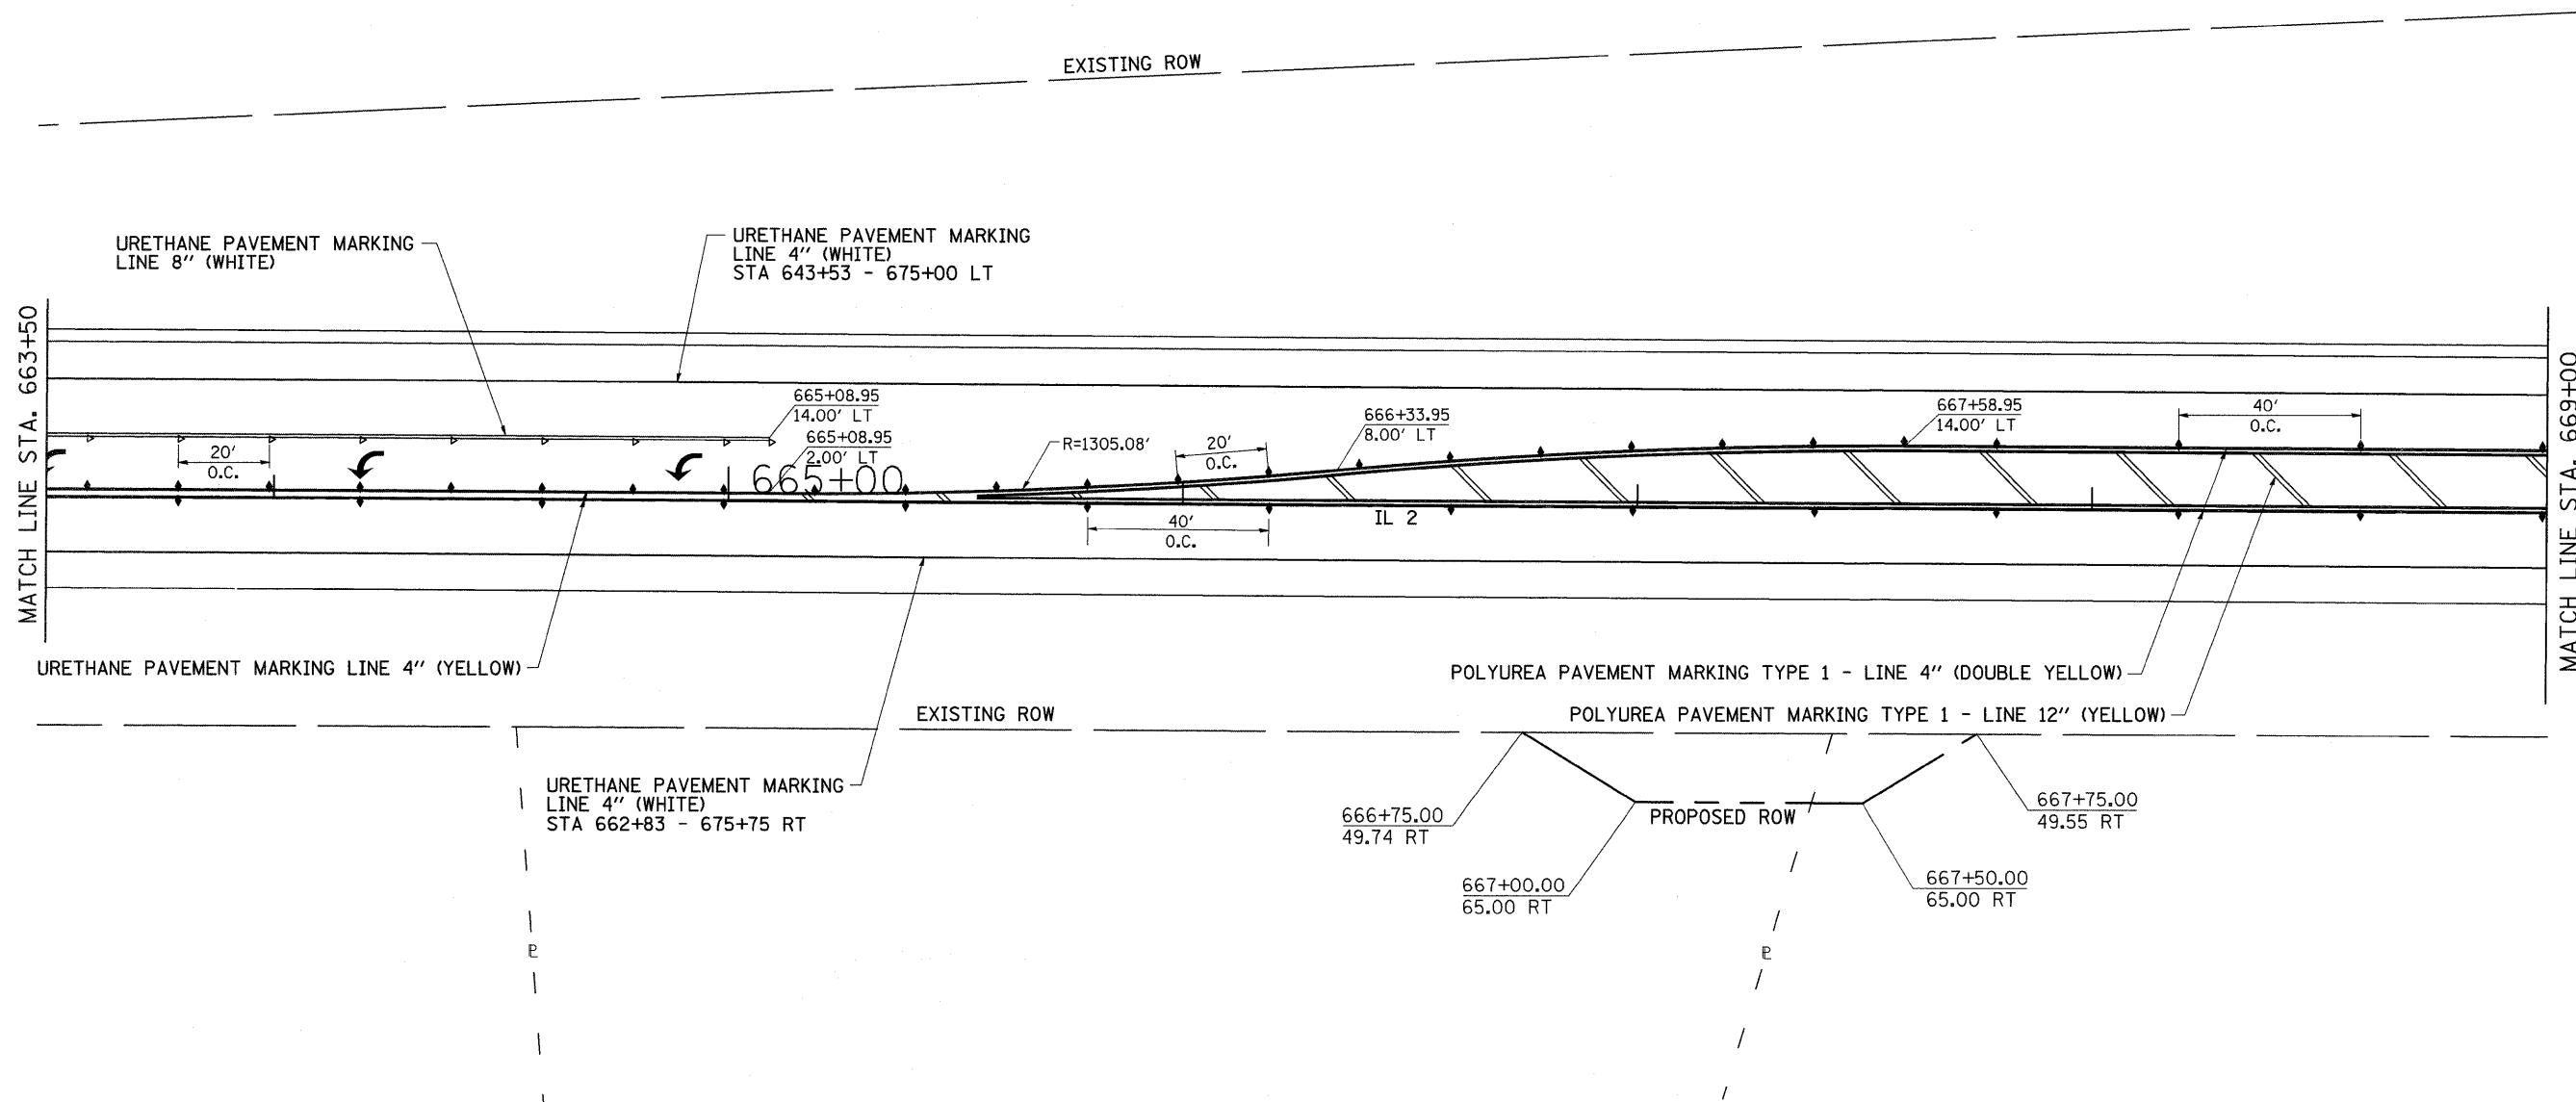 EXISTING ROW
URETHANE PAVEMENT MARKING
LINE 8" (WHITE)
URETHANE PAVEMENT MARKING
LINE 4" (WHITE)
STA 643+53 - 675+00 LT
MATCH LINE STA. 663+50
MATCH LINE STA. 669+00
665+08.95
14.00' LT
665+08.95
2.00' LT
20'
O.C.
665+00
R=1305.08'
20'
O.C.
666+33.95
8.00' LT
667+58.95
14.00' LT
40'
O.C.
40'
O.C.
IL 2
URETHANE PAVEMENT MARKING LINE 4" (YELLOW)
POLYUREA PAVEMENT MARKING TYPE 1 - LINE 4" (DOUBLE YELLOW)
POLYUREA PAVEMENT MARKING TYPE 1 - LINE 12" (YELLOW)
EXISTING ROW
URETHANE PAVEMENT MARKING
LINE 4" (WHITE)
STA 662+83 - 675+75 RT
666+75.00
49.74 RT
667+00.00
65.00 RT
PROPOSED ROW
667+75.00
49.55 RT
667+50.00
65.00 RT